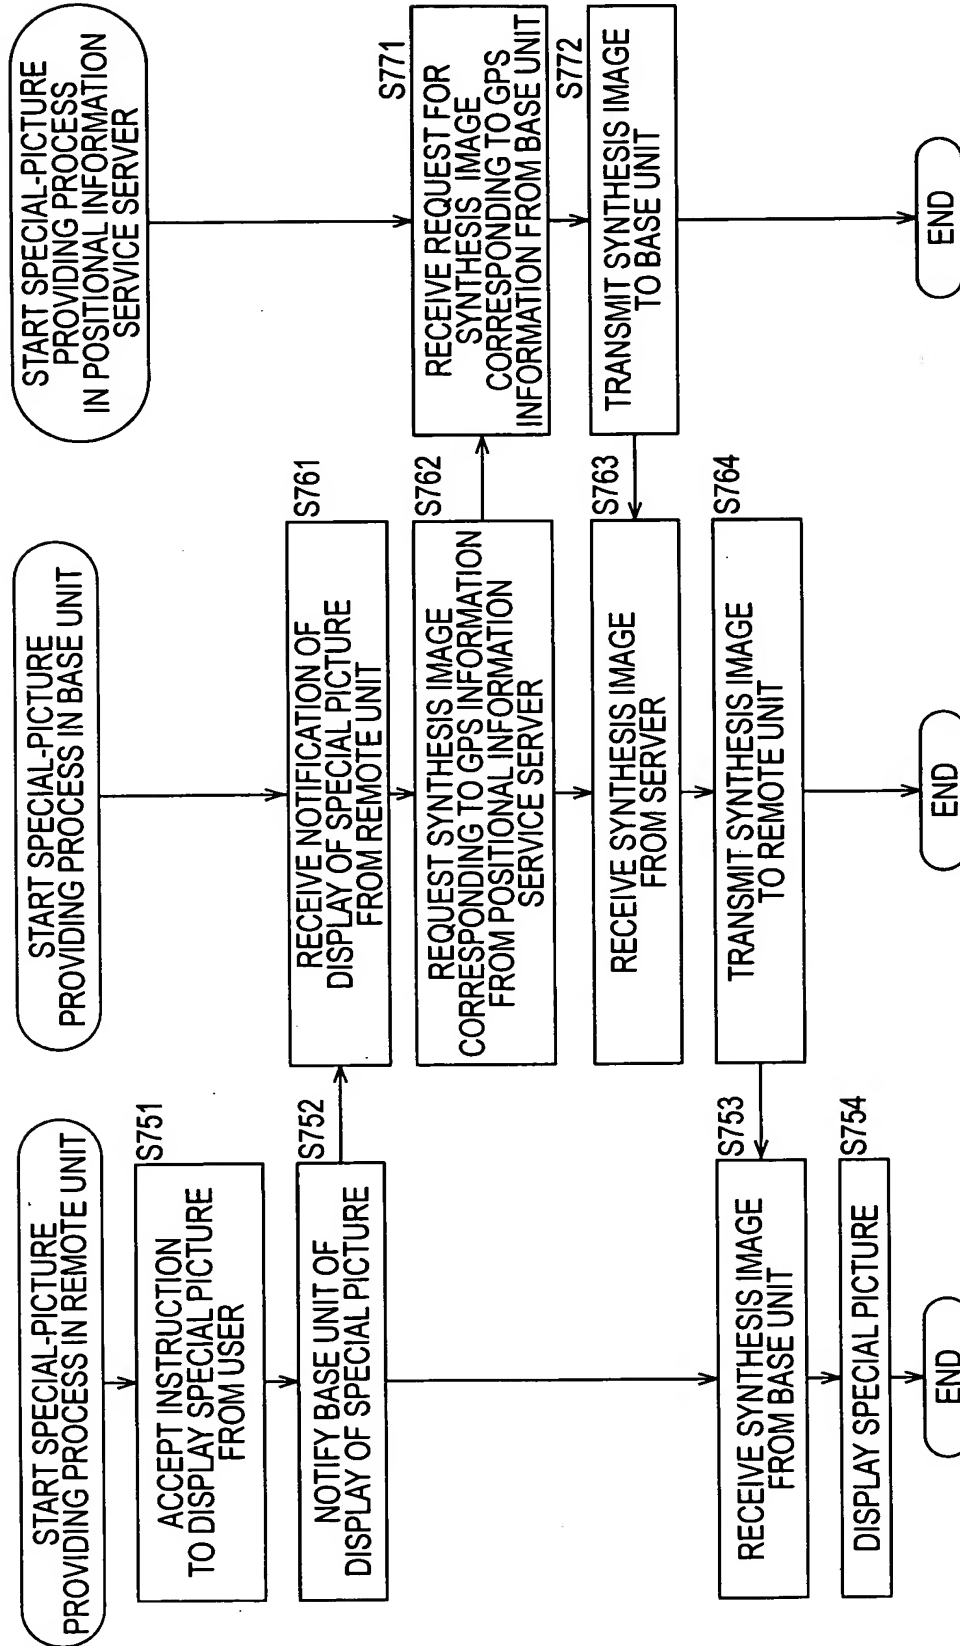 START SPECIAL-PICTURE
PROVIDING PROCESS IN REMOTE UNIT
S751
ACCEPT INSTRUCTION
TO DISPLAY SPECIAL PICTURE
FROM USER
S752
NOTIFY BASE UNIT OF
DISPLAY OF SPECIAL PICTURE
S753
RECEIVE SYNTHESIS IMAGE
FROM BASE UNIT
S754
DISPLAY SPECIAL PICTURE
END
START SPECIAL-PICTURE
PROVIDING PROCESS IN BASE UNIT
S761
RECEIVE NOTIFICATION OF
DISPLAY OF SPECIAL PICTURE
FROM REMOTE UNIT
S762
REQUEST SYNTHESIS IMAGE
CORRESPONDING TO GPS INFORMATION
FROM POSITIONAL INFORMATION
SERVICE SERVER
S763
RECEIVE SYNTHESIS IMAGE
FROM SERVER
S764
TRANSMIT SYNTHESIS IMAGE
TO REMOTE UNIT
END
START SPECIAL-PICTURE
PROVIDING PROCESS
IN POSITIONAL INFORMATION
SERVICE SERVER
S771
RECEIVE REQUEST FOR
SYNTHESIS IMAGE
CORRESPONDING TO GPS
INFORMATION FROM BASE UNIT
S772
TRANSMIT SYNTHESIS IMAGE
TO BASE UNIT
END